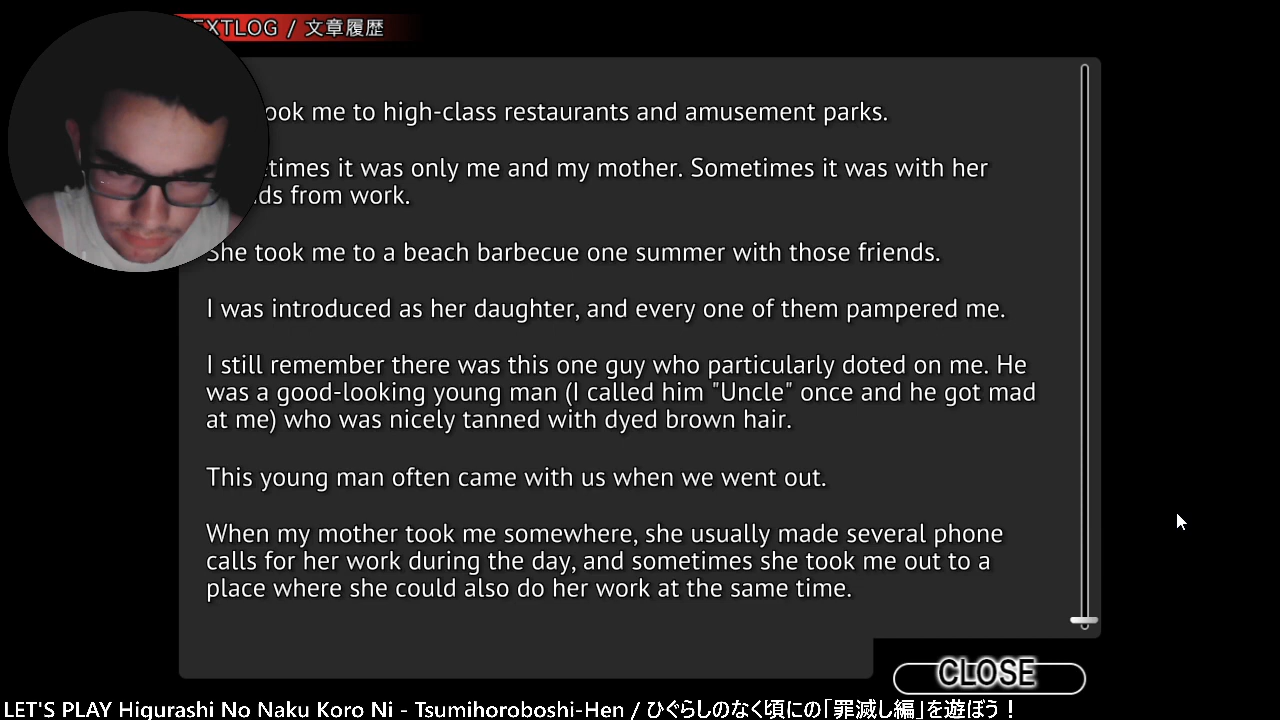 EXTLOG / 文章履歴
ook me to high-class restaurants and amusement parks.
times it was only me and my mother. Sometimes it was with her
ds from work.
She took me to a beach barbecue one summer with those friends.
I was introduced as her daughter, and every one of them pampered me.
I still remember there was this one guy who particularly doted on me. He
was a good-looking young man (I called him "Uncle" once and he got mad
at me) who was nicely tanned with dyed brown hair.
This young man often came with us when we went out.
When my mother took me somewhere, she usually made several phone
calls for her work during the day, and sometimes she took me out to a
place where she could also do her work at the same time.
CLOSE
LET'S PLAY Higurashi No Naku Koro Ni - Tsumihoroboshi-Hen / ひぐらしのなく頃にの「罪滅し編」を遊ぼう！